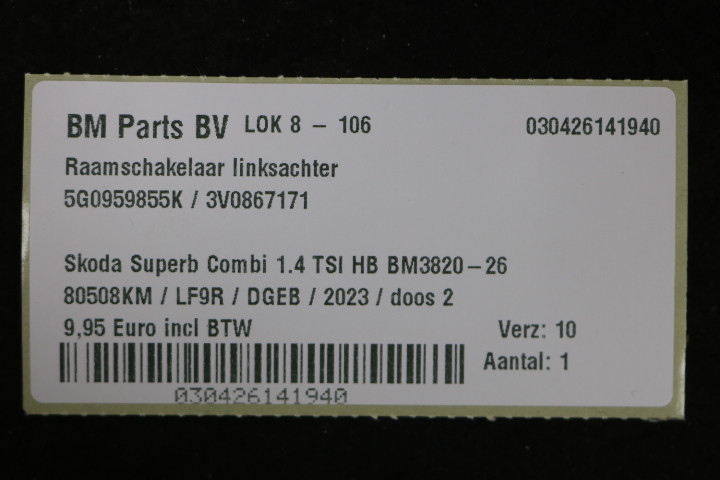 BM Parts BV LOK 8 - 106 030426141940
Raamschakelaar linksachter
5G0959855K / 3V0867171
Skoda Superb Combi 1.4 TSI HB BM3820-26
80508KM / LF9R / DGEB / 2023 / doos 2
9,95 Euro incl BTW Verz: 10
Aantal: 1
030426141940